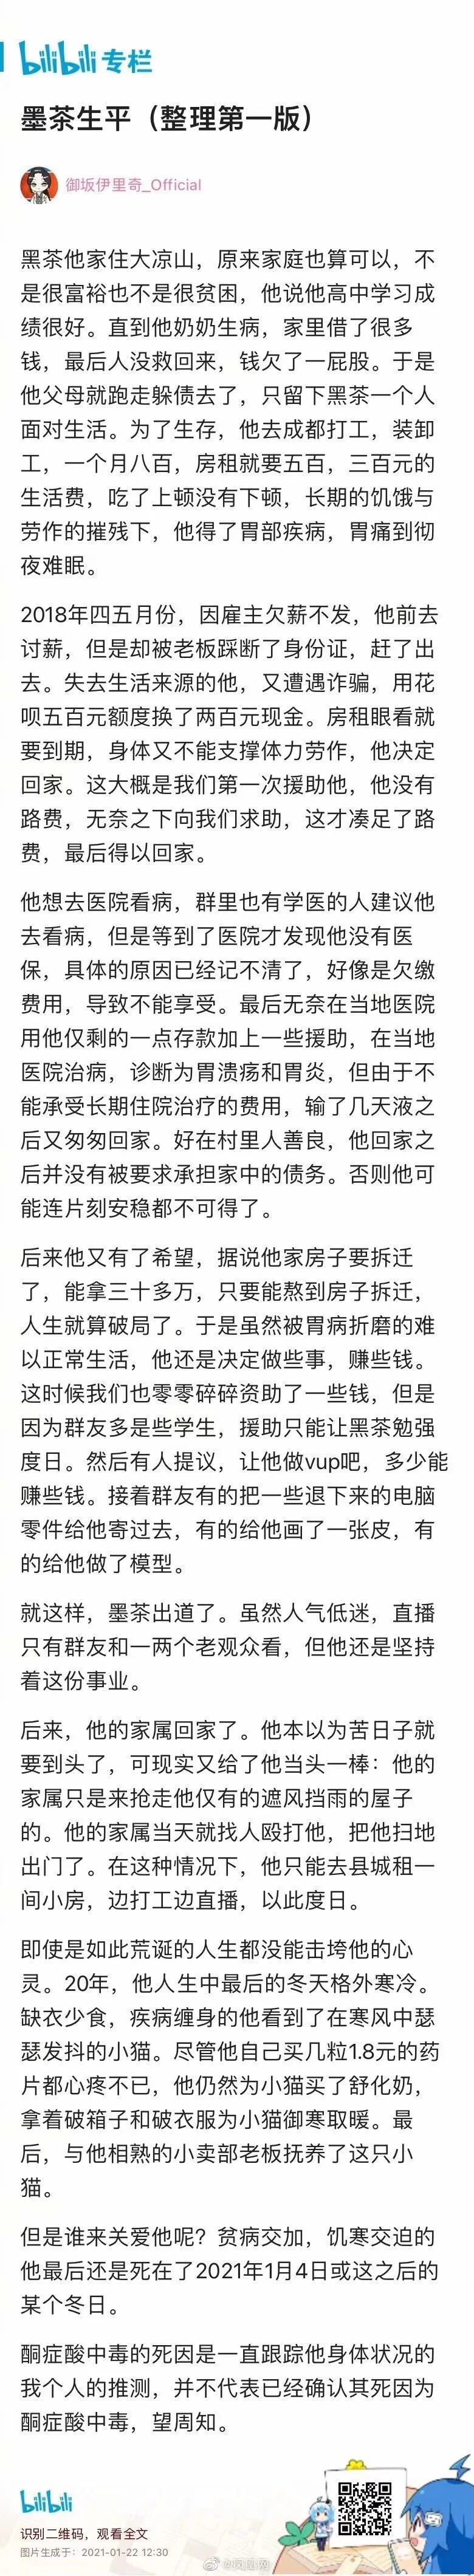 bilibili 专栏
墨茶生平（整理第一版）
御坂伊里奇_Official
黑茶他家住大凉山，原来家庭也算可以，不
是很富裕也不是很贫困，他说他高中学习成
绩很好。直到他奶奶生病，家里借了很多
钱，最后人没救回来，钱欠了一屁股。于是
他父母就跑走躲债去了，只留下黑茶一个人
面对生活。为了生存，他去成都打工，装卸
工，一个月八百，房租就要五百，三百元的
生活费，吃了上顿没有下顿，长期的饥饿与
劳作的摧残下，他得了胃部疾病，胃痛到彻
夜难眠。
2018年四五月份，因雇主欠薪不发，他前去
讨薪，但是却被老板踩断了身份证，赶了出
去。失去生活来源的他，又遭遇诈骗，用花
呗五百元额度换了两百元现金。房租眼看就
要到期，身体又不能支撑体力劳作，他决定
回家。这大概是我们第一次援助他，他没有
路费，无奈之下向我们求助，这才凑足了路
费，最后得以回家。
他想去医院看病，群里也有学医的人建议他
去看病，但是等到了医院才发现他没有医
保，具体的原因已经记不清了，好像是欠缴
费用，导致不能享受。最后无奈在当地医院
用他仅剩的一点存款加上一些援助，在当地
医院治病，诊断为胃溃疡和胃炎，但由于不
能承受长期住院治疗的费用，输了几天液之
后又匆匆回家。好在村里人善良，他回家之
后并没有被要求承担家中的债务。否则他可
能连片刻安稳都不可得了。
后来他又有了希望，据说他家房子要拆迁
了，能拿三十多万，只要能熬到房子拆迁，
人生就算破局了。于是虽然被胃病折磨的难
以正常生活，他还是决定做些事，赚些钱。
这时候我们也零零碎碎资助了一些钱，但是
因为群友多是些学生，援助只能让黑茶勉强
度日。然后有人提议，让他做vup吧，多少能
赚些钱。接着群友有的把一些退下来的电脑
零件给他寄过去，有的给他画了一张皮，有
的给他做了模型。
就这样，墨茶出道了。虽然人气低迷，直播
只有群友和一两个老观众看，但他还是坚持
着这份事业。
后来，他的家属回家了。他本以为苦日子就
要到头了，可现实又给了他当头一棒：他的
家属只是来抢走他仅有的遮风挡雨的屋子
的。他的家属当天就找人殴打他，把他扫地
出门了。在这种情况下，他只能去县城租一
间小房，边打工边直播，以此度日。
即使是如此荒诞的人生都没能击垮他的心
灵。20年，他人生中最后的冬天格外寒冷。
缺衣少食，疾病缠身的他看到了在寒风中瑟
瑟发抖的小猫。尽管他自己买几粒1.8元的药
片都心疼不已，他仍然为小猫买了舒化奶，
拿着破箱子和破衣服为小猫御寒取暖。最
后，与他相熟的小卖部老板抚养了这只小
猫。
但是谁来关爱他呢？贫病交加，饥寒交迫的
他最后还是死在了2021年1月4日或这之后的
某个冬日。
酮症酸中毒的死因是一直跟踪他身体状况的
我个人的推测，并不代表已经确认其死因为
酮症酸中毒，望周知。
bilibili
识别二维码，观看全文
图片生成于：2021-01-22 12:30
@凤凰网